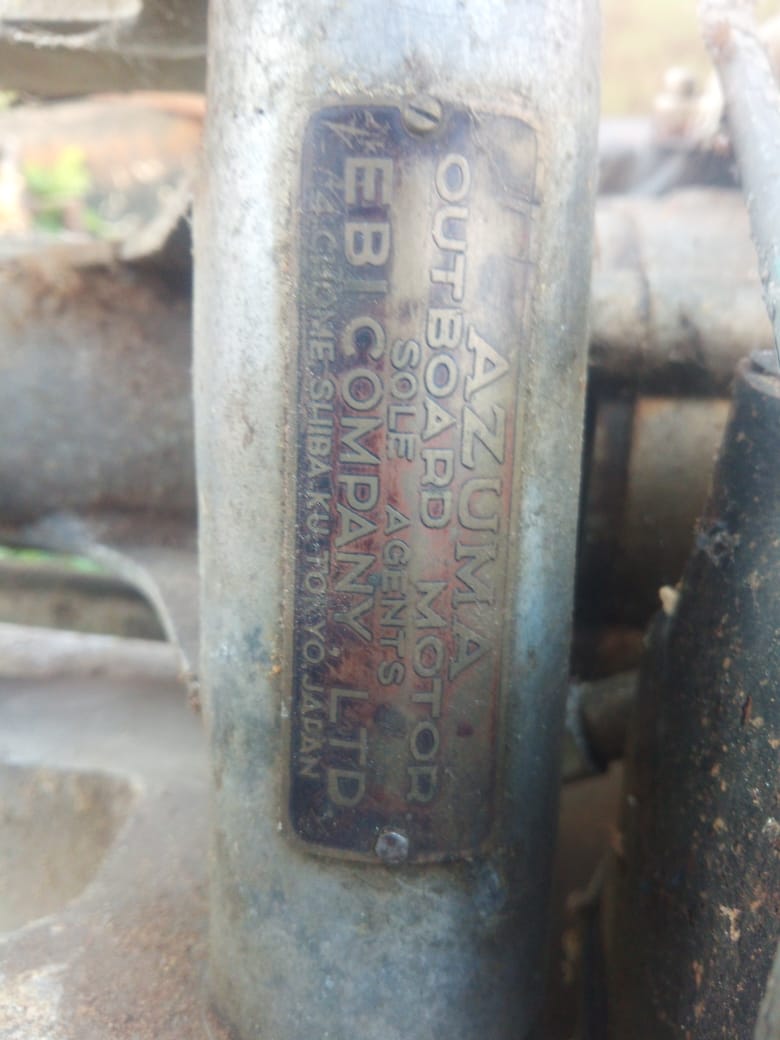 AZUMA
OUTBOARD MOTOR
SOLE AGENTS
EBI COMPANY, LTD
4 CHOME-SHIBA-KU-TOKYO.JAPAN